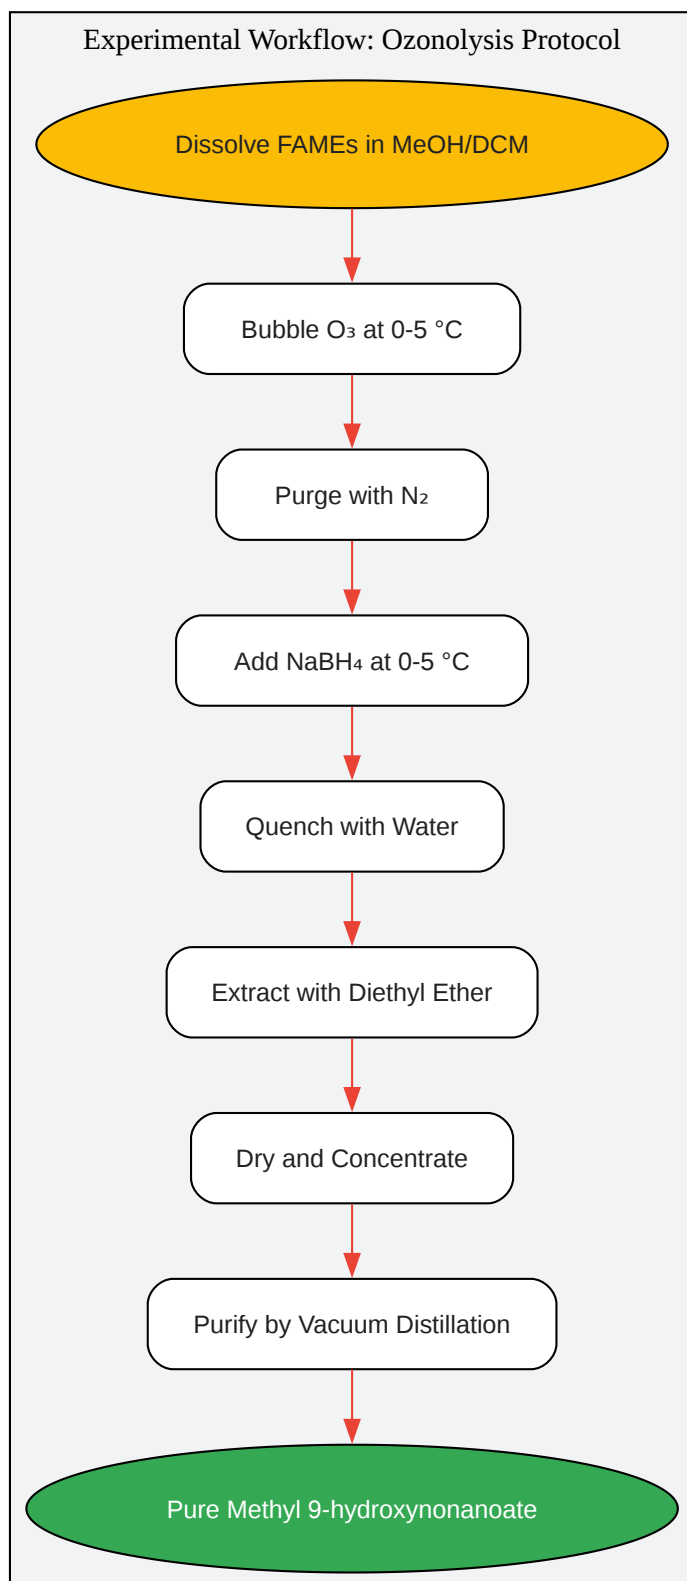 Experimental Workflow: Ozonolysis Protocol
Dissolve FAMEs in MeOH/DCM
Bubble O₃ at 0-5 °C
Purge with N₂
Add NaBH₄ at 0-5 °C
Quench with Water
Extract with Diethyl Ether
Dry and Concentrate
Purify by Vacuum Distillation
Pure Methyl 9-hydroxynonanoate